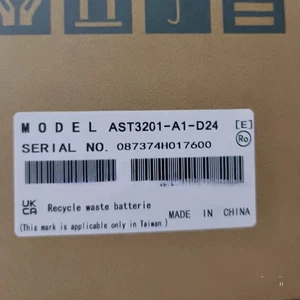 MODEL AST3201-A1-D24 [E]
Ro
SERIAL NO. 087374H017600
UK
CA
Recycle waste batterie
(This mark is applicable only in Taiwan)
MADE IN CHINA